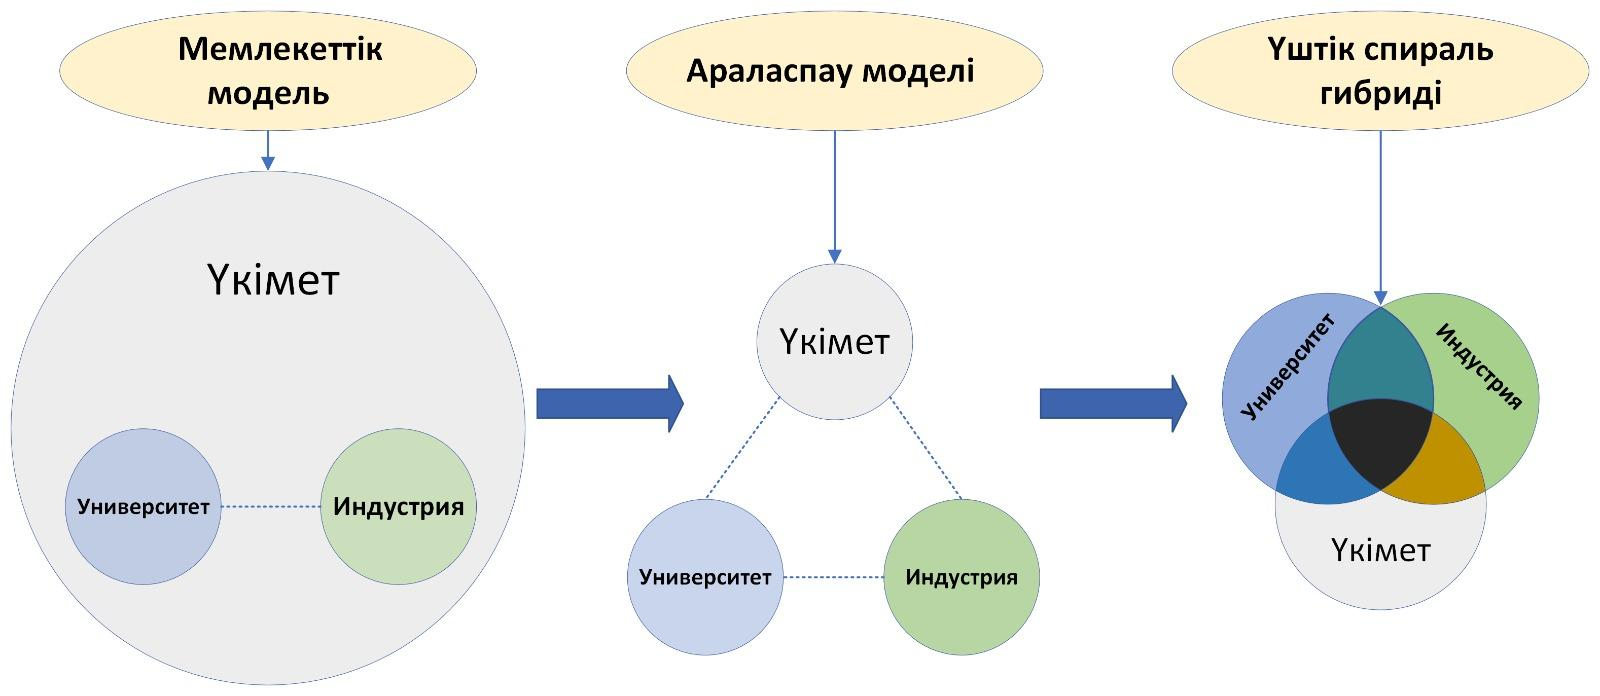 Мемлекеттік
модель
Үкімет
Университет
Индустрия
Араласпау моделі
Үкімет
Университет
Индустрия
Үштік спираль
гибриді
Университет
Индустрия
Үкімет